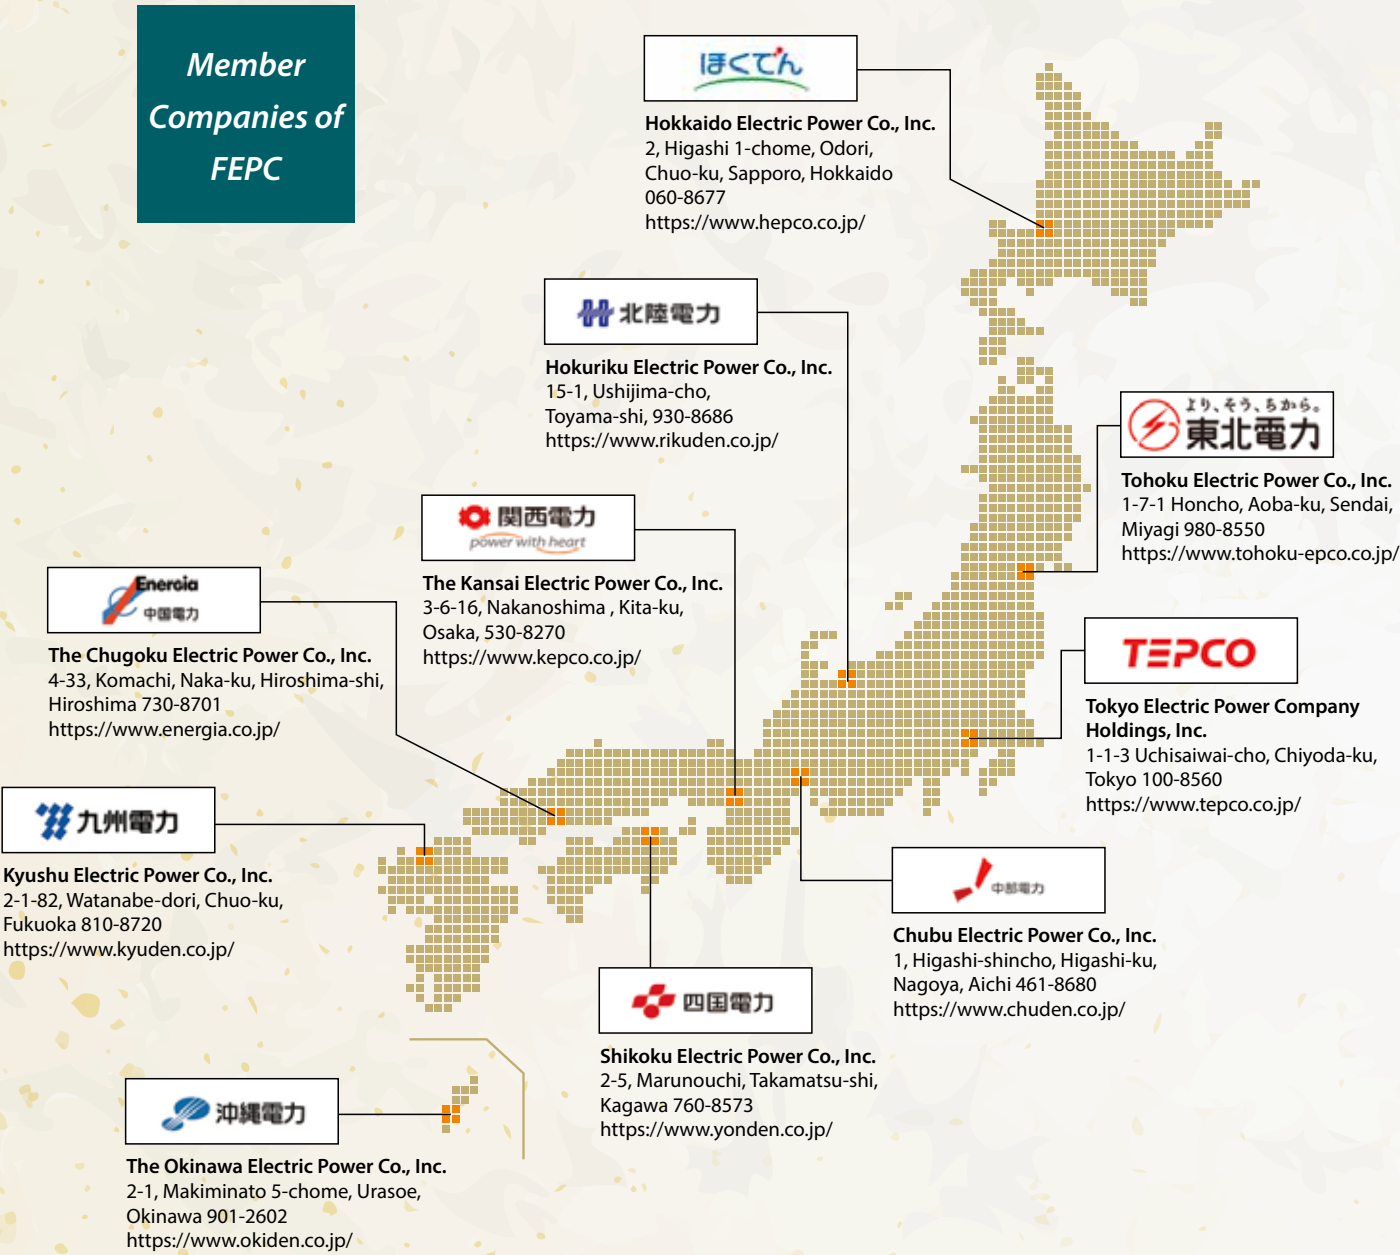 Member
Companies of
FEPC
ほくでん
Hokkaido Electric Power Co., Inc.
2, Higashi 1-chome, Odori,
Chuo-ku, Sapporo, Hokkaido
060-8677
https://www.hepco.co.jp/
北陸電力
Hokuriku Electric Power Co., Inc.
15-1, Ushijima-cho,
Toyama-shi, 930-8686
https://www.rikuden.co.jp/
より、そう、ちから。
東北電力
Tohoku Electric Power Co., Inc.
1-7-1 Honcho, Aoba-ku, Sendai,
Miyagi 980-8550
https://www.tohoku-epco.co.jp/
関西電力
power with heart
The Kansai Electric Power Co., Inc.
3-6-16, Nakanoshima , Kita-ku,
Osaka, 530-8270
https://www.kepco.co.jp/
Energia
中国電力
The Chugoku Electric Power Co., Inc.
4-33, Komachi, Naka-ku, Hiroshima-shi,
Hiroshima 730-8701
https://www.energia.co.jp/
TEPCO
Tokyo Electric Power Company
Holdings, Inc.
1-1-3 Uchisaiwai-cho, Chiyoda-ku,
Tokyo 100-8560
https://www.tepco.co.jp/
九州電力
Kyushu Electric Power Co., Inc.
2-1-82, Watanabe-dori, Chuo-ku,
Fukuoka 810-8720
https://www.kyuden.co.jp/
中部電力
Chubu Electric Power Co., Inc.
1, Higashi-shincho, Higashi-ku,
Nagoya, Aichi 461-8680
https://www.chuden.co.jp/
四国電力
Shikoku Electric Power Co., Inc.
2-5, Marunouchi, Takamatsu-shi,
Kagawa 760-8573
https://www.yonden.co.jp/
沖縄電力
The Okinawa Electric Power Co., Inc.
2-1, Makiminato 5-chome, Urasoe,
Okinawa 901-2602
https://www.okiden.co.jp/